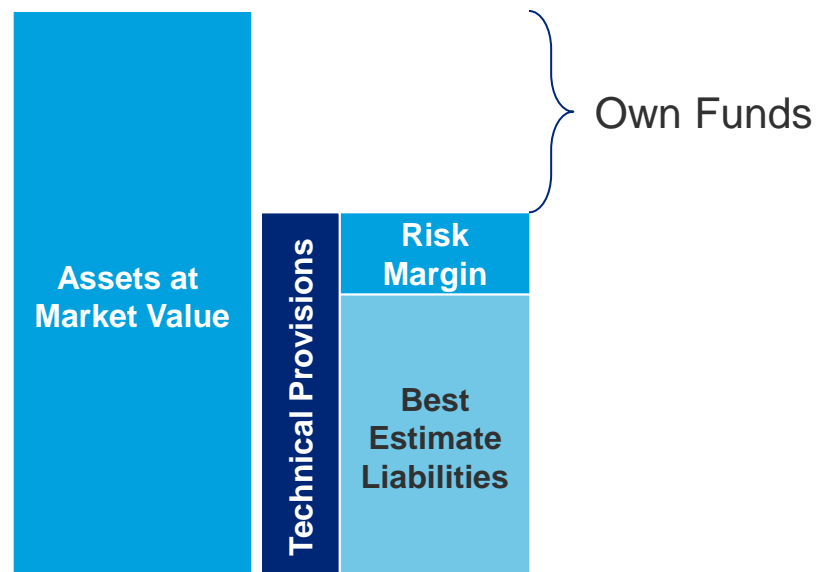 Own Funds
Assets at
Market Value
Technical Provisions
Risk
Margin
Best
Estimate
Liabilities